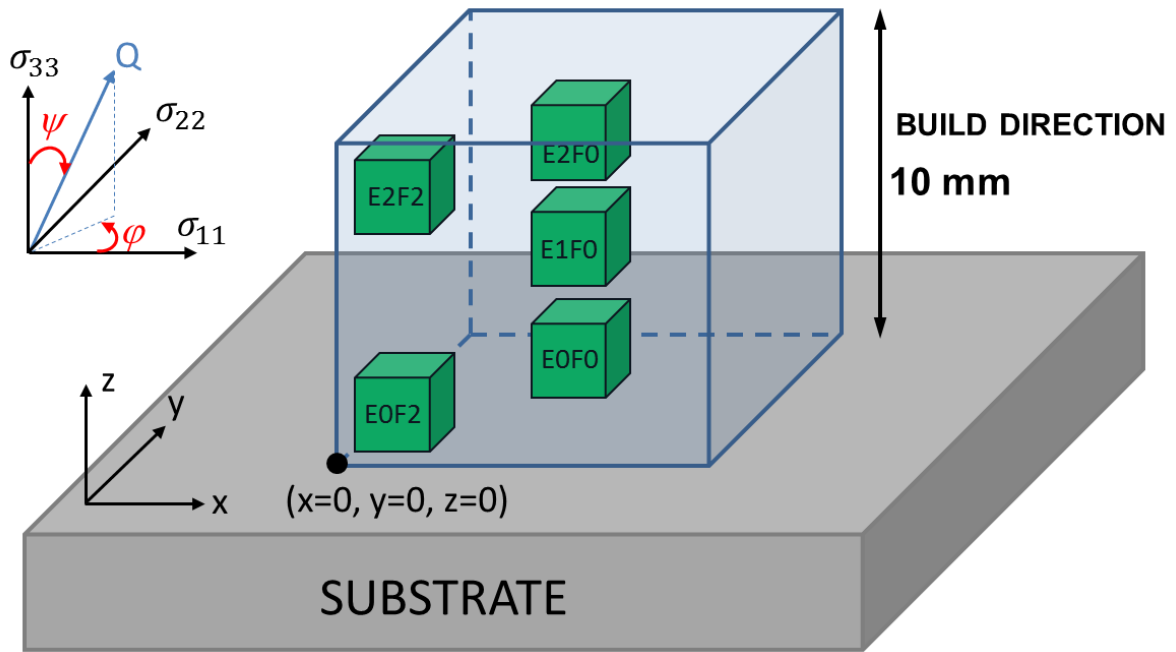 σ33
Q
σ22
ψ
φ
σ11
BUILD DIRECTION
10 mm
E2F0
E2F2
E1F0
E0F0
E0F2
z
y
x
(x=0, y=0, z=0)
SUBSTRATE